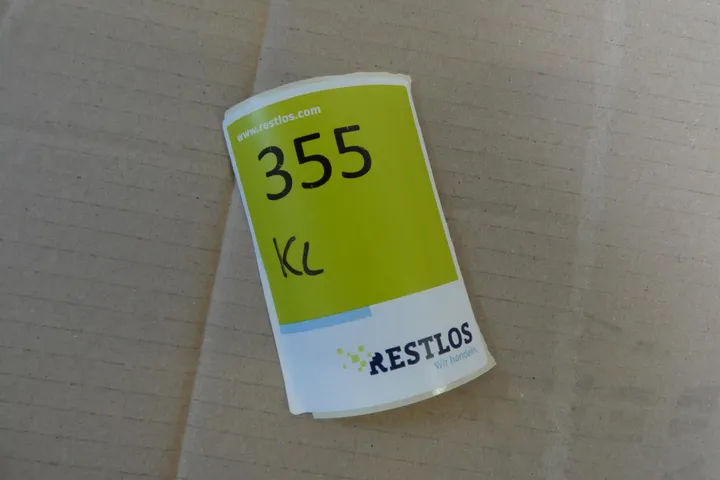 www.restlos.com
355
KL
RESTLOS
Wir handeln.